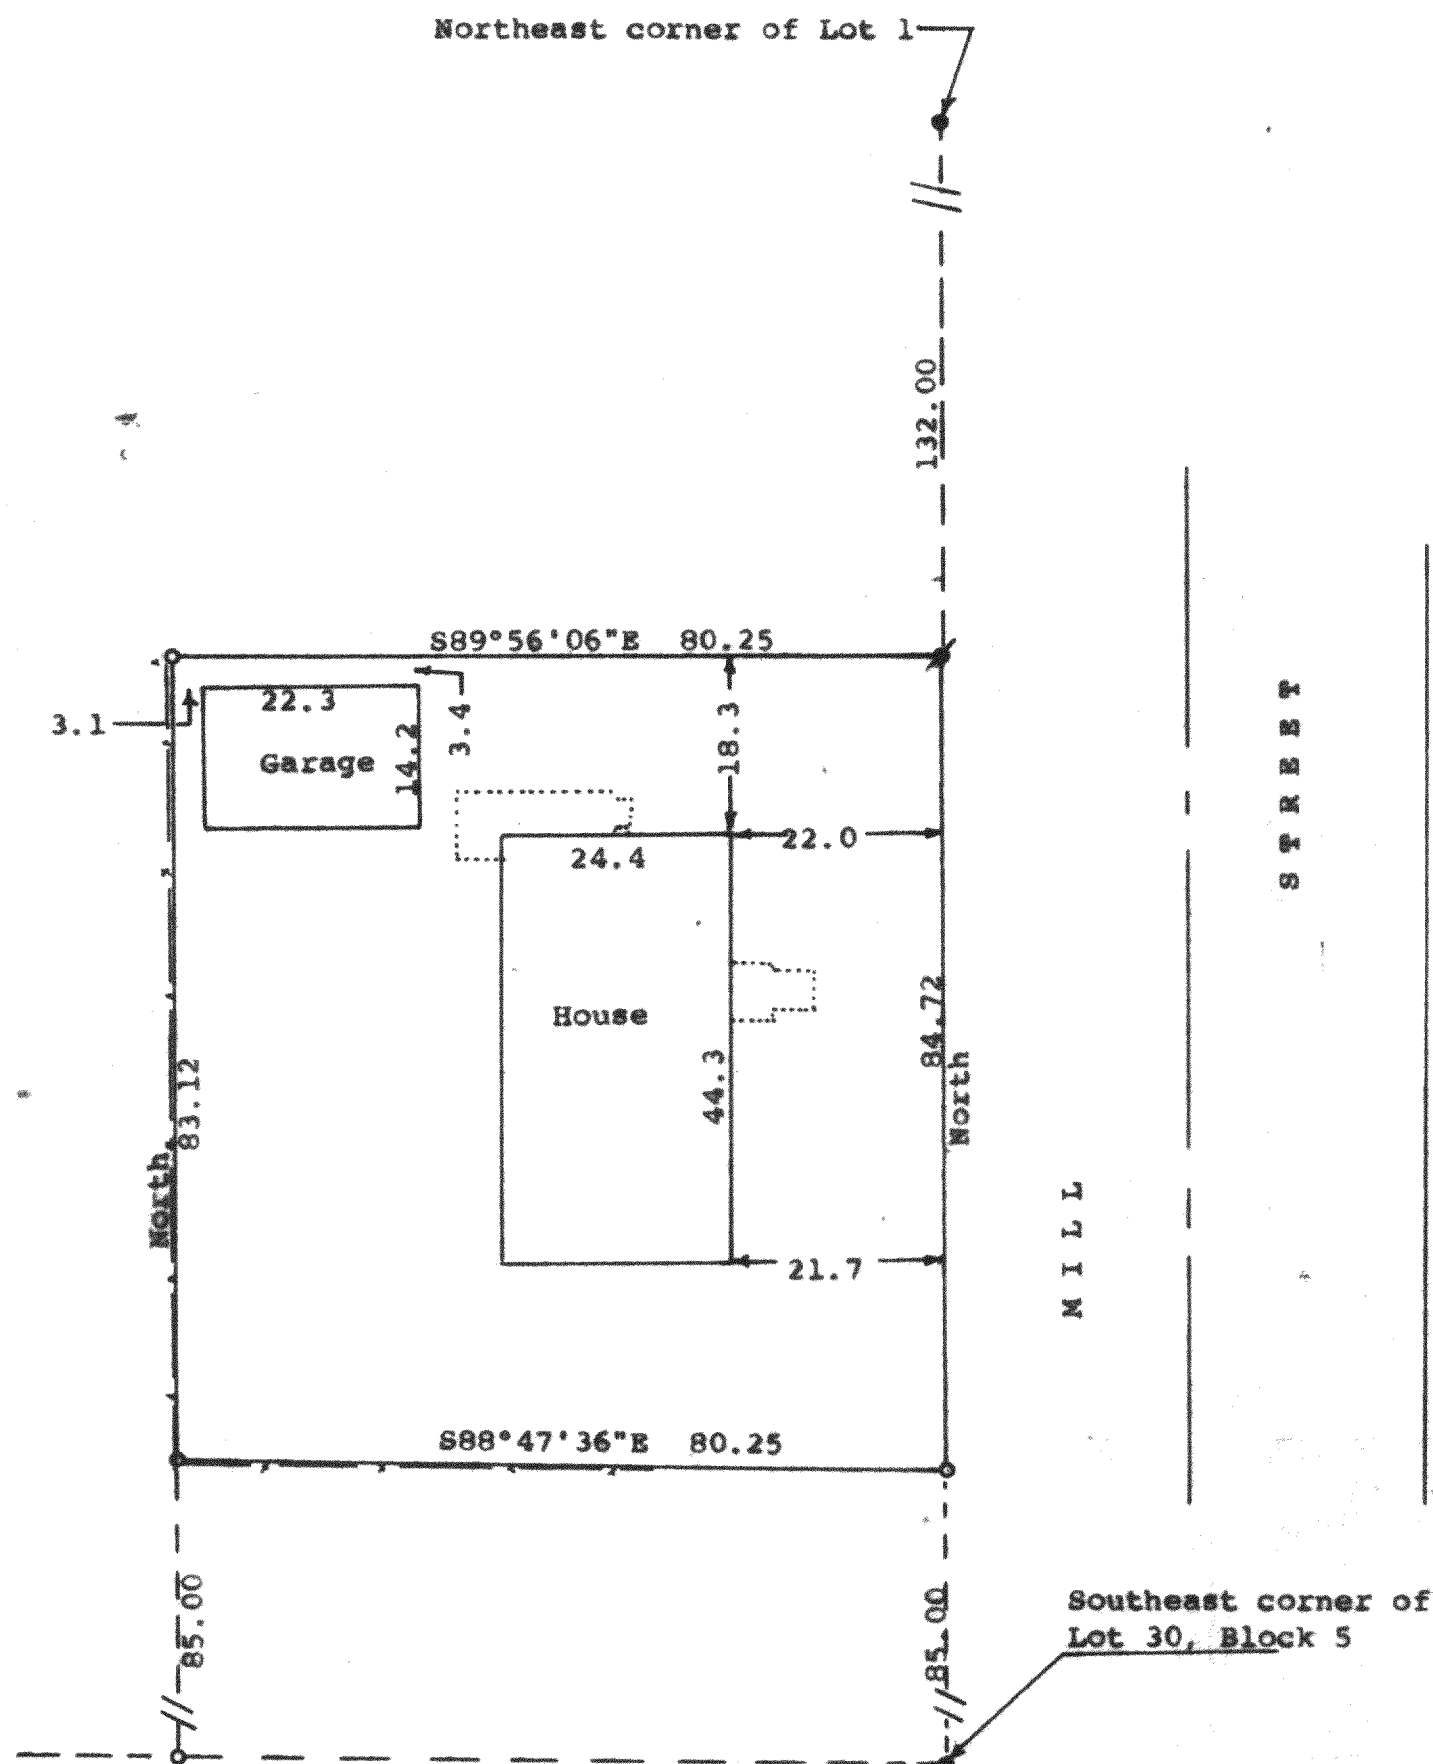 Northeast corner of Lot 1
132.00
S89°56'06"E 80.25
3.1
22.3
Garage
14.2
3.4
18.3
22.0
24.4
House
44.3
84.72
North
83.12
North
21.7
MILL
STREET
S88°47'36"E 80.25
85.00
85.00
Southeast corner of
Lot 30, Block 5